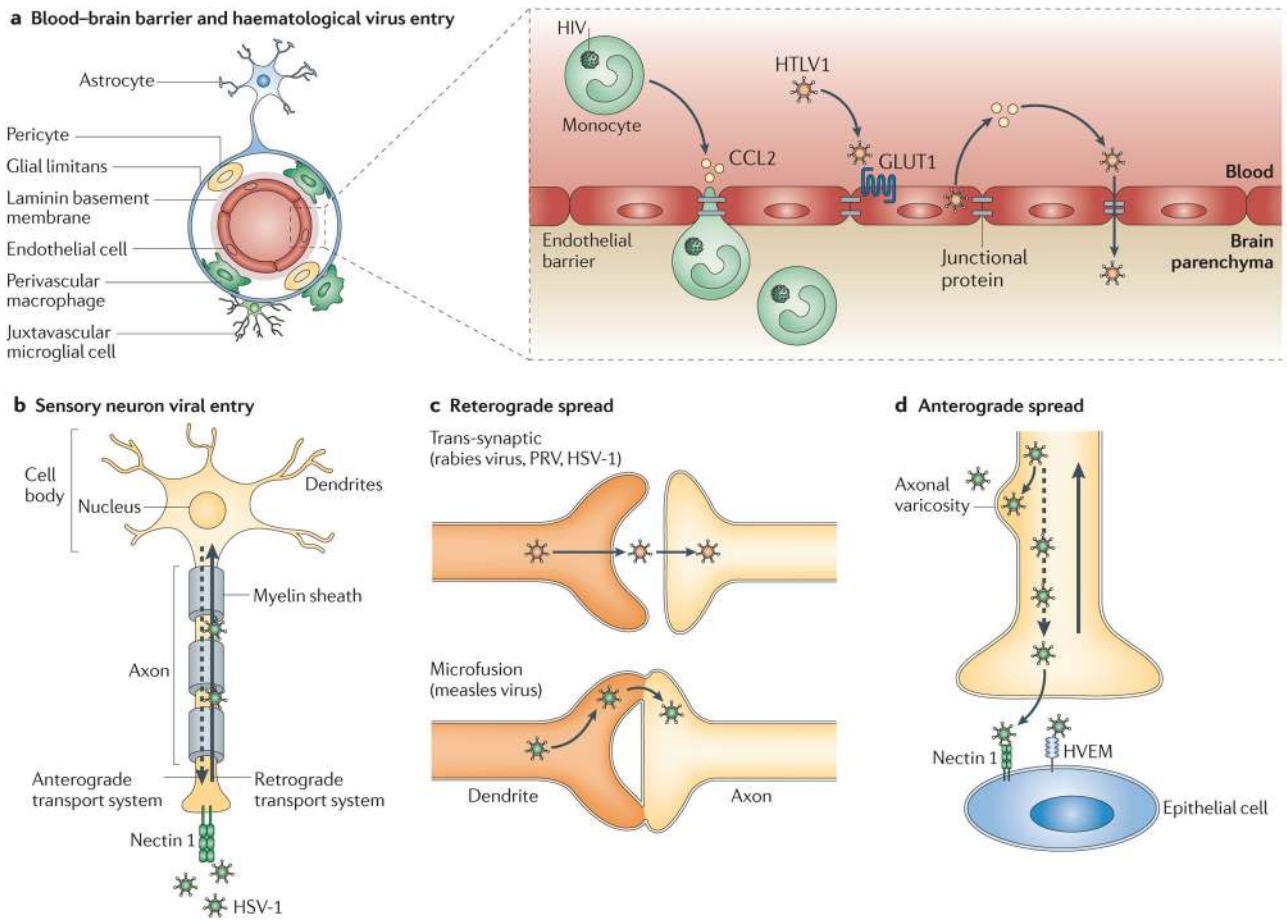 a Blood–brain barrier and haematological virus entry
Astrocyte
Pericyte
Glial limitans
Laminin basement
membrane
Endothelial cell
Perivascular
macrophage
Juxtavascular
microglial cell
HIV
Monocyte
HTLV1
CCL2
GLUT1
Blood
Endothelial
barrier
Junctional
protein
Brain
parenchyma
b Sensory neuron viral entry
Cell
body
Nucleus
Dendrites
Myelin sheath
Axon
Anterograde
transport system
Retrograde
transport system
Nectin 1
HSV-1
c Reterograde spread
Trans-synaptic
(rabies virus, PRV, HSV-1)
Microfusion
(measles virus)
Dendrite
Axon
d Anterograde spread
Axonal
varicosity
Nectin 1
HVEM
Epithelial cell